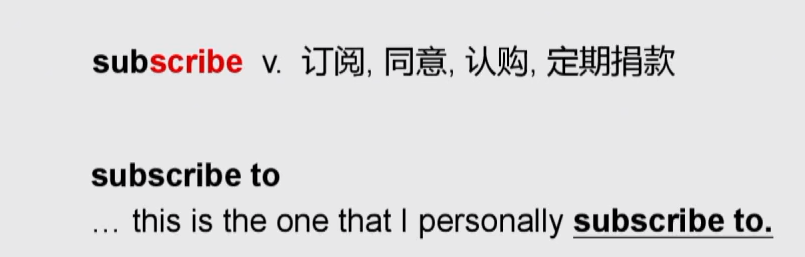 subscribe v. 订阅, 同意, 认购, 定期捐款
subscribe to
… this is the one that I personally subscribe to.